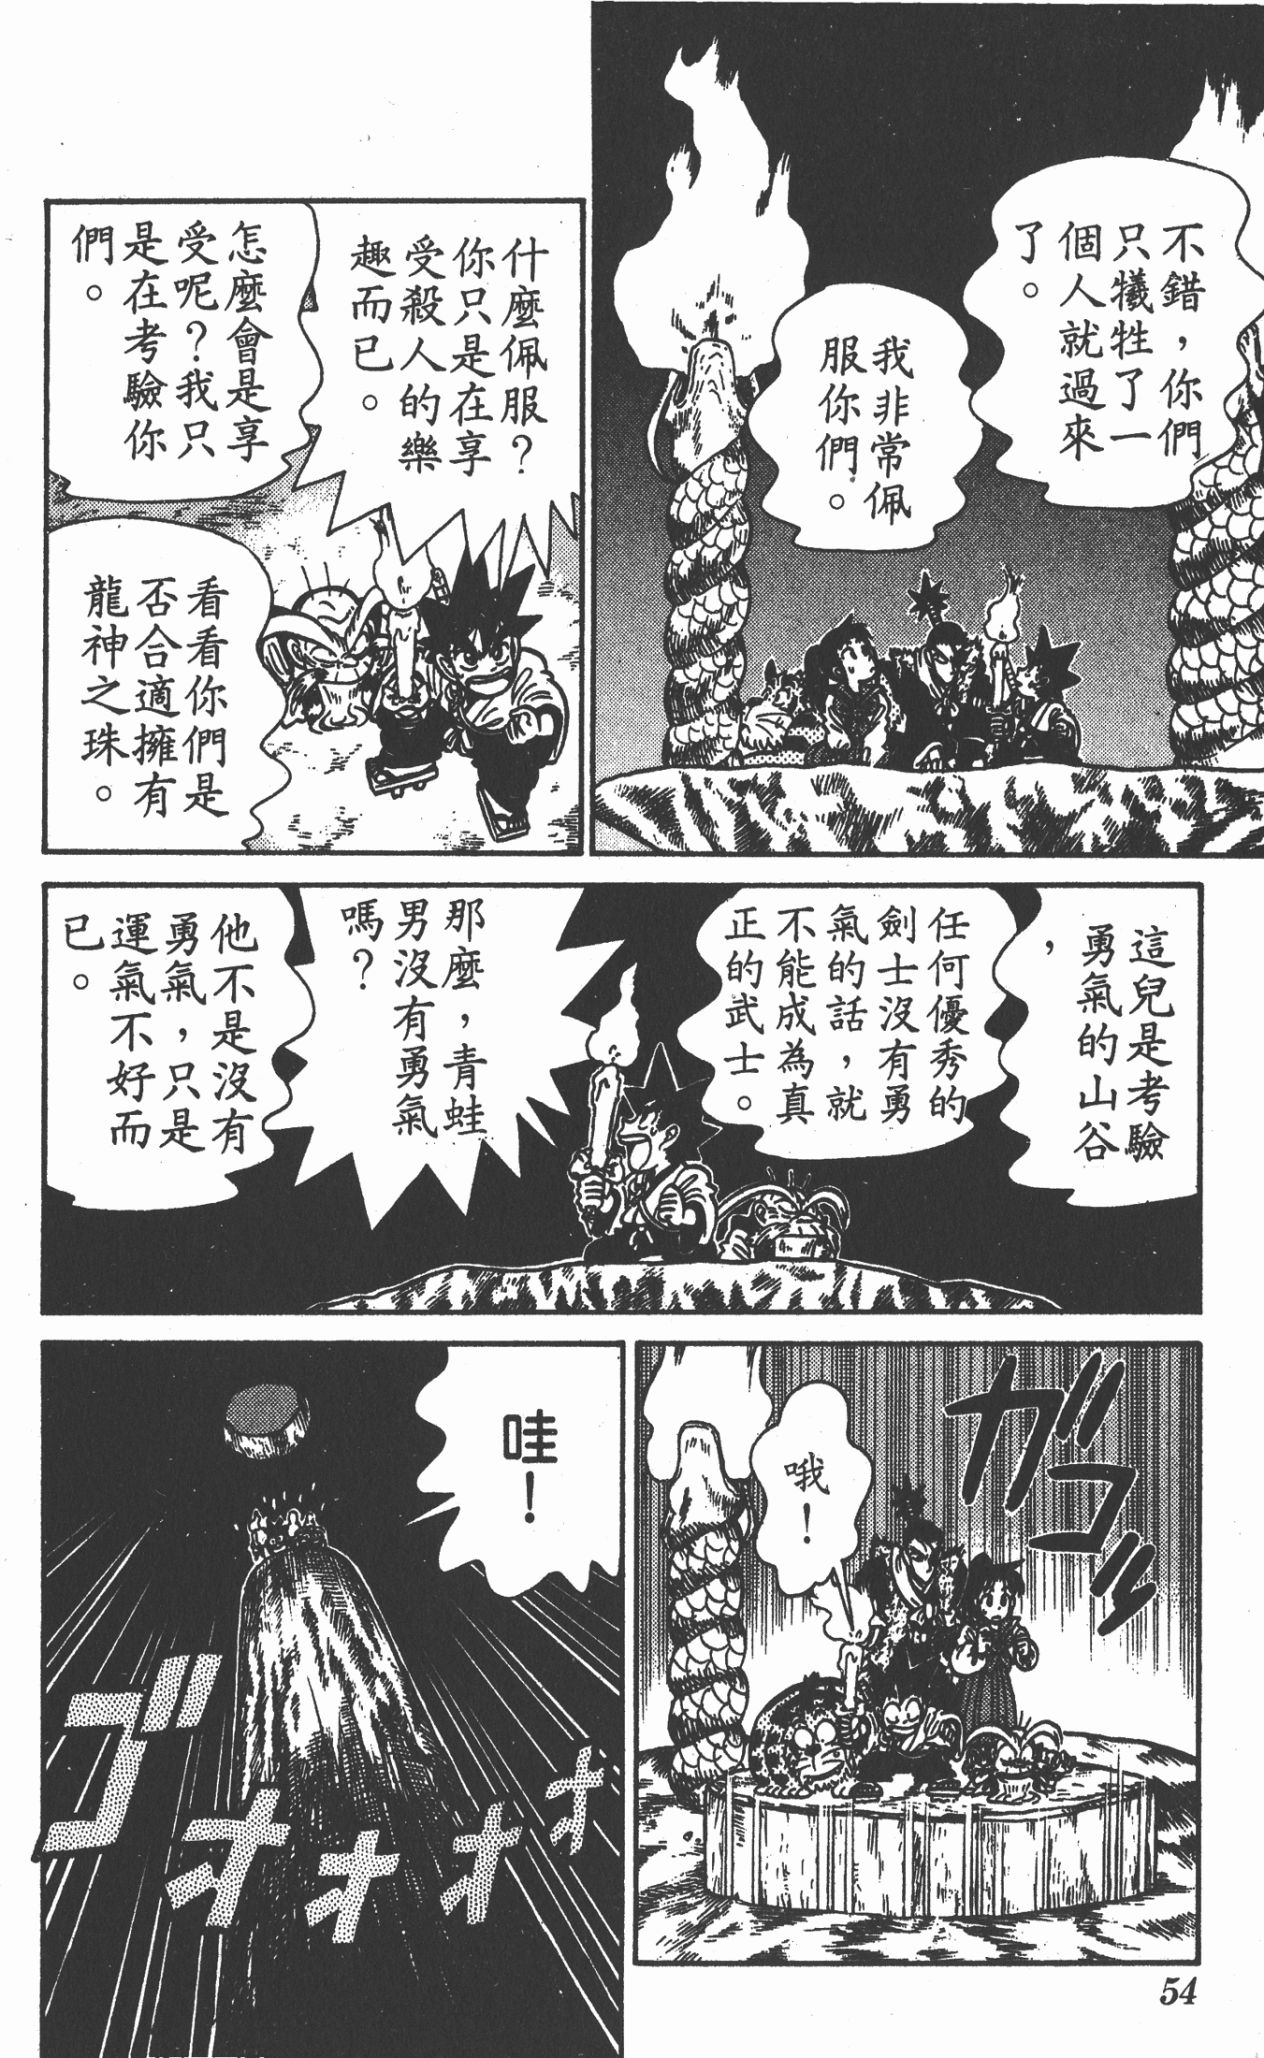 不錯，你們
只犧牲了一
個人就過來
了。
我非常佩
服你們。
什麼佩服？
你只是在享
受殺人的樂
趣而已。
怎麼會是享
受呢？我只
是在考驗你
們。
看看你們是
否合適擁有
龍神之珠。
這兒是考驗
勇氣的山谷
，
任何優秀的
劍士沒有勇
氣的話，就
不能成為真
正的武士。
那麼，青蛙
男沒有勇氣
嗎？
他不是沒有
勇氣，只是
運氣不好而
已。
ガコン
哦！
哇！
ゴオオオオ
54